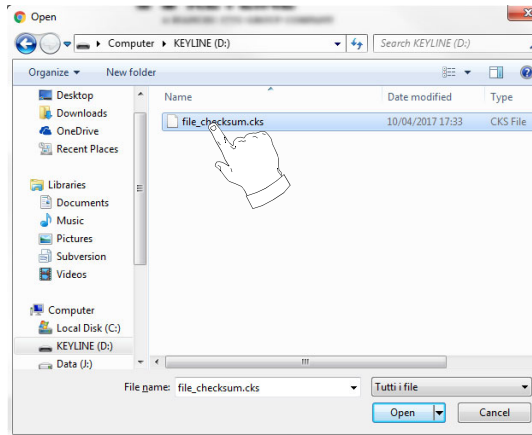 Open
Computer KEYLINE (D:)
Search KEYLINE (D:)
Organize New folder
Name Date modified Type
file_checksum.cks 10/04/2017 17:33 CKS File
Desktop
Downloads
OneDrive
Recent Places
Libraries
Documents
Music
Pictures
Subversion
Videos
Computer
Local Disk (C:)
KEYLINE (D:)
Data (J:)
File name: file_checksum.cks
Tutti i file
Open Cancel